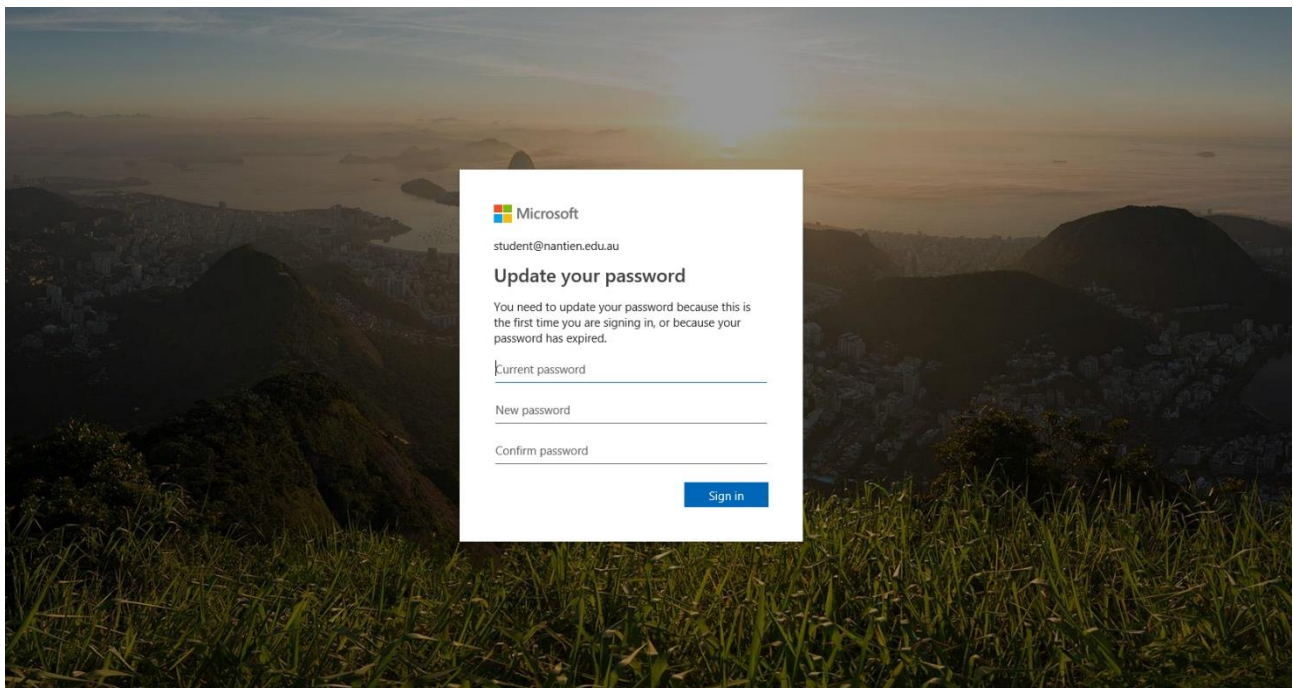 Microsoft
student@nantien.edu.au
Update your password
You need to update your password because this is
the first time you are signing in, or because your
password has expired.
Current password
New password
Confirm password
Sign in